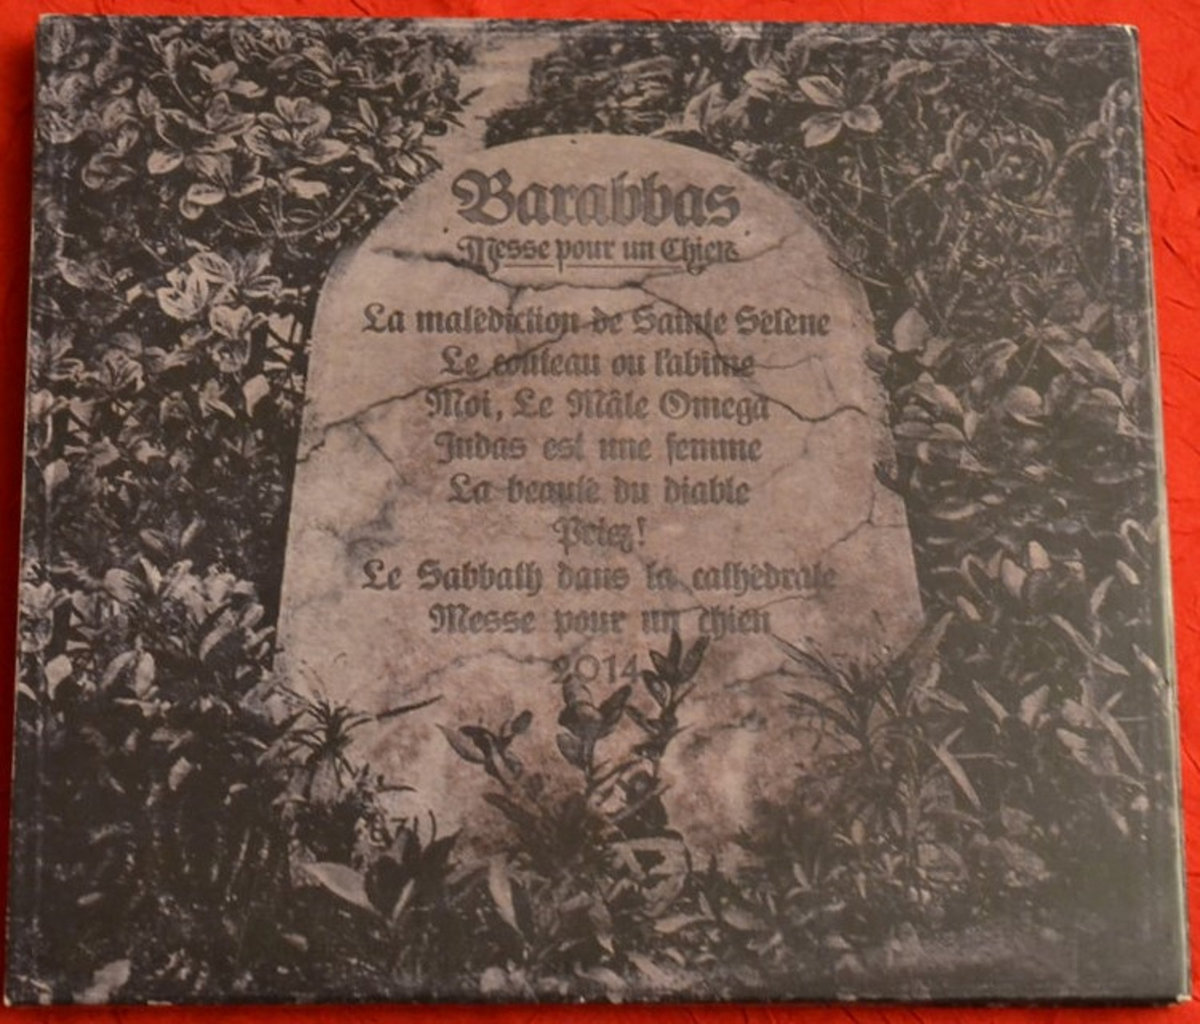 Barabbas
Messe pour un Chien
La malédiction de Sainte Sélène
Le couteau ou l'abîme
Moi, Le Mâle Omega
Judas est une femme
La beauté du diable
Priez!
Le Sabbath dans la cathédrale
Messe pour un chien
2014
871